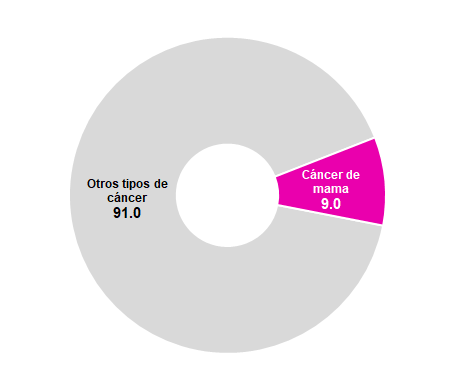 Otros tipos de
cáncer
91.0
Cáncer de
mama
9.0